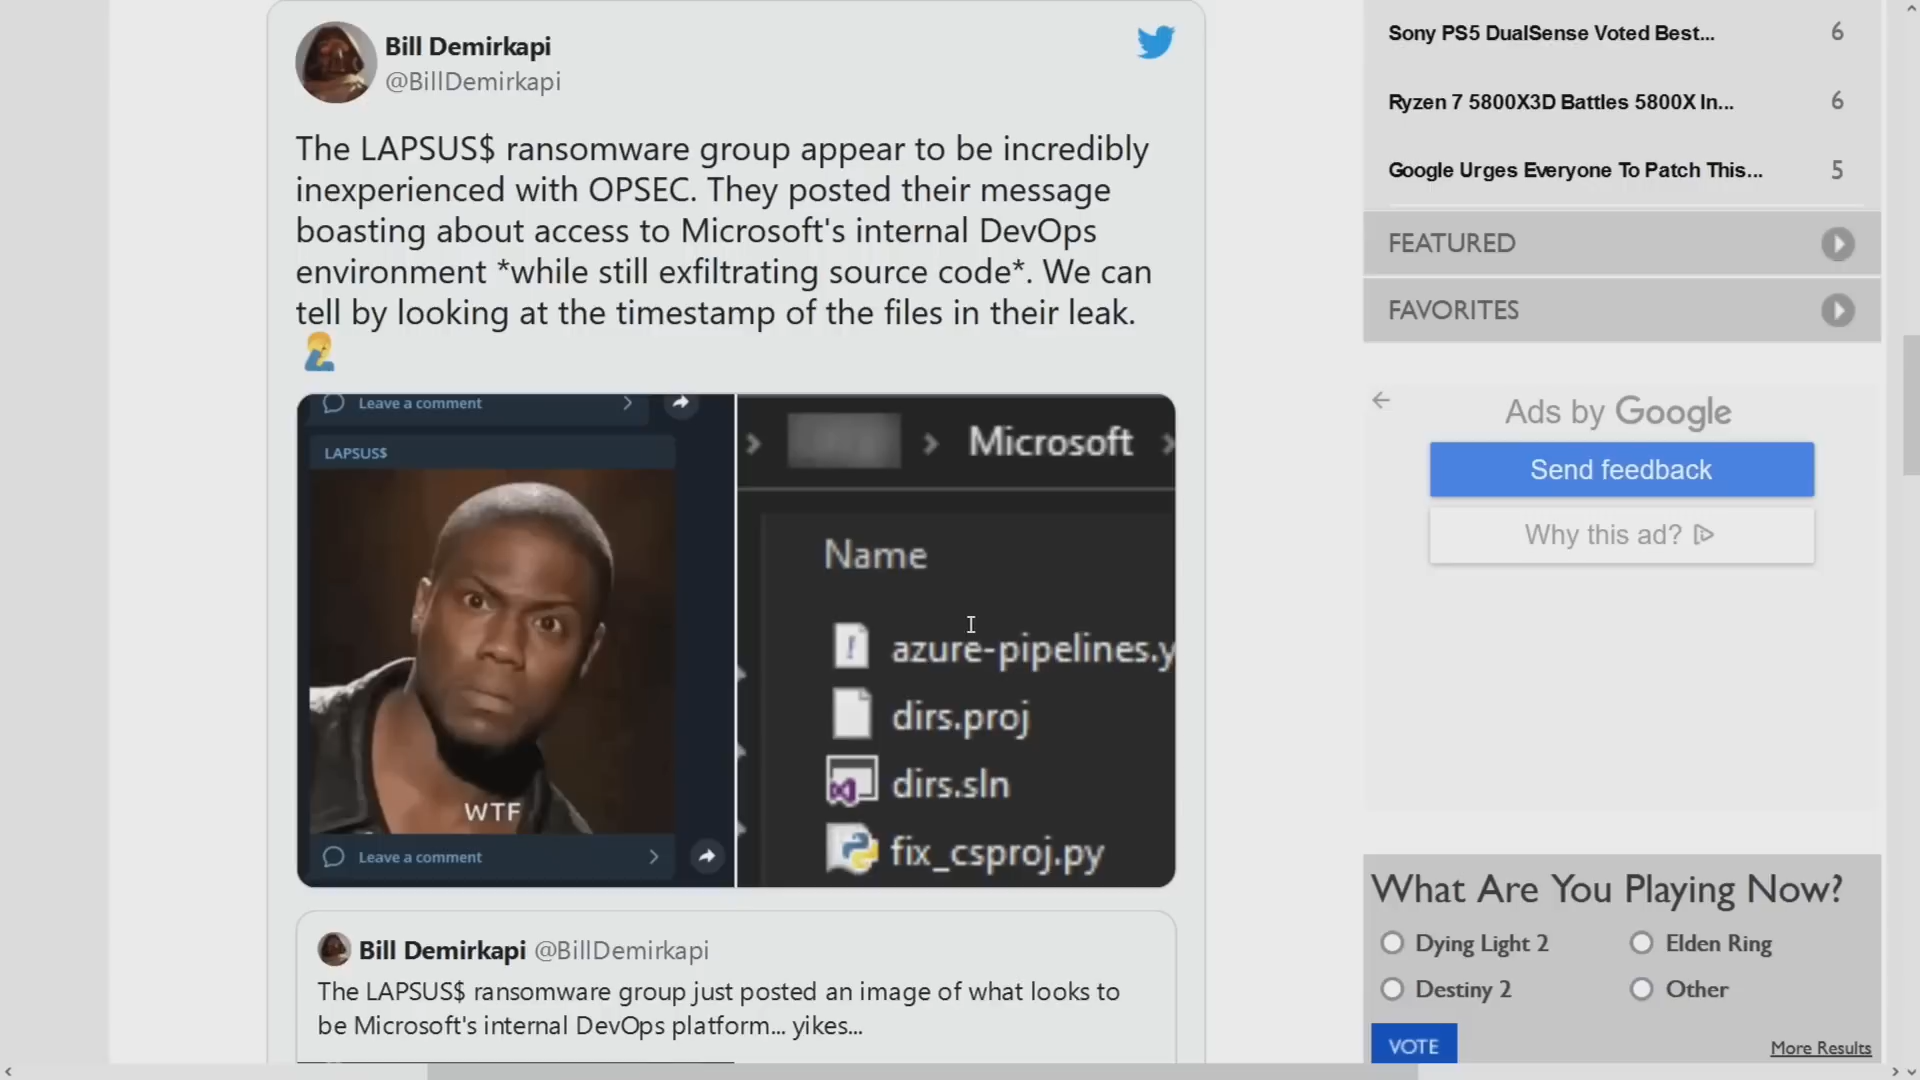 Bill Demirkapi
@BillDemirkapi
The LAPSUS$ ransomware group appear to be incredibly
inexperienced with OPSEC. They posted their message
boasting about access to Microsoft's internal DevOps
environment *while still exfiltrating source code*. We can
tell by looking at the timestamp of the files in their leak.
Leave a comment
LAPSUS$
WTF
Leave a comment
Microsoft
Name
azure-pipelines.y
dirs.proj
dirs.sln
fix_csproj.py
Bill Demirkapi @BillDemirkapi
The LAPSUS$ ransomware group just posted an image of what looks to
be Microsoft's internal DevOps platform... yikes...
Sony PS5 DualSense Voted Best... 6
Ryzen 7 5800X3D Battles 5800X In... 6
Google Urges Everyone To Patch This... 5
FEATURED
FAVORITES
Ads by Google
Send feedback
Why this ad?
What Are You Playing Now?
Dying Light 2 Elden Ring
Destiny 2 Other
VOTE
More Results